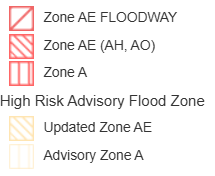 Zone AE FLOODWAY
Zone AE (AH, AO)
Zone A
High Risk Advisory Flood Zone
Updated Zone AE
Advisory Zone A